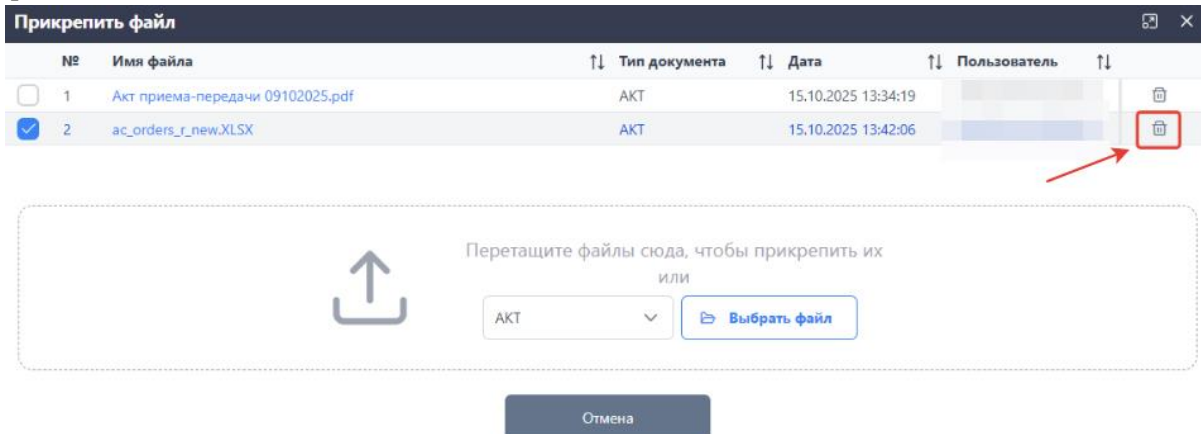 Прикрепить файл
№ Имя файла Тип документа Дата Пользователь
1 Акт приема-передачи 09102025.pdf АКТ 15.10.2025 13:34:19
2 ac_orders_r_new.XLSX АКТ 15.10.2025 13:42:06
Перетащите файлы сюда, чтобы прикрепить их
или
АКТ Выбрать файл
Отмена